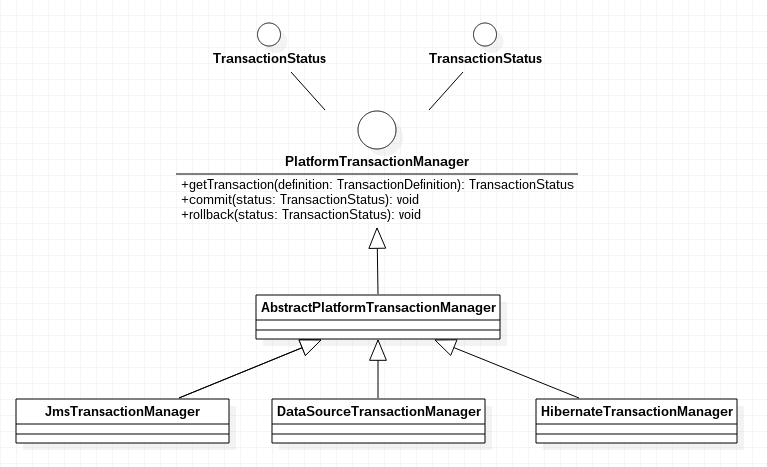 TransactionStatus
TransactionStatus
PlatformTransactionManager
+getTransaction(definition: TransactionDefinition): TransactionStatus
+commit(status: TransactionStatus): void
+rollback(status: TransactionStatus): void
AbstractPlatformTransactionManager
JmsTransactionManager
DataSourceTransactionManager
HibernateTransactionManager